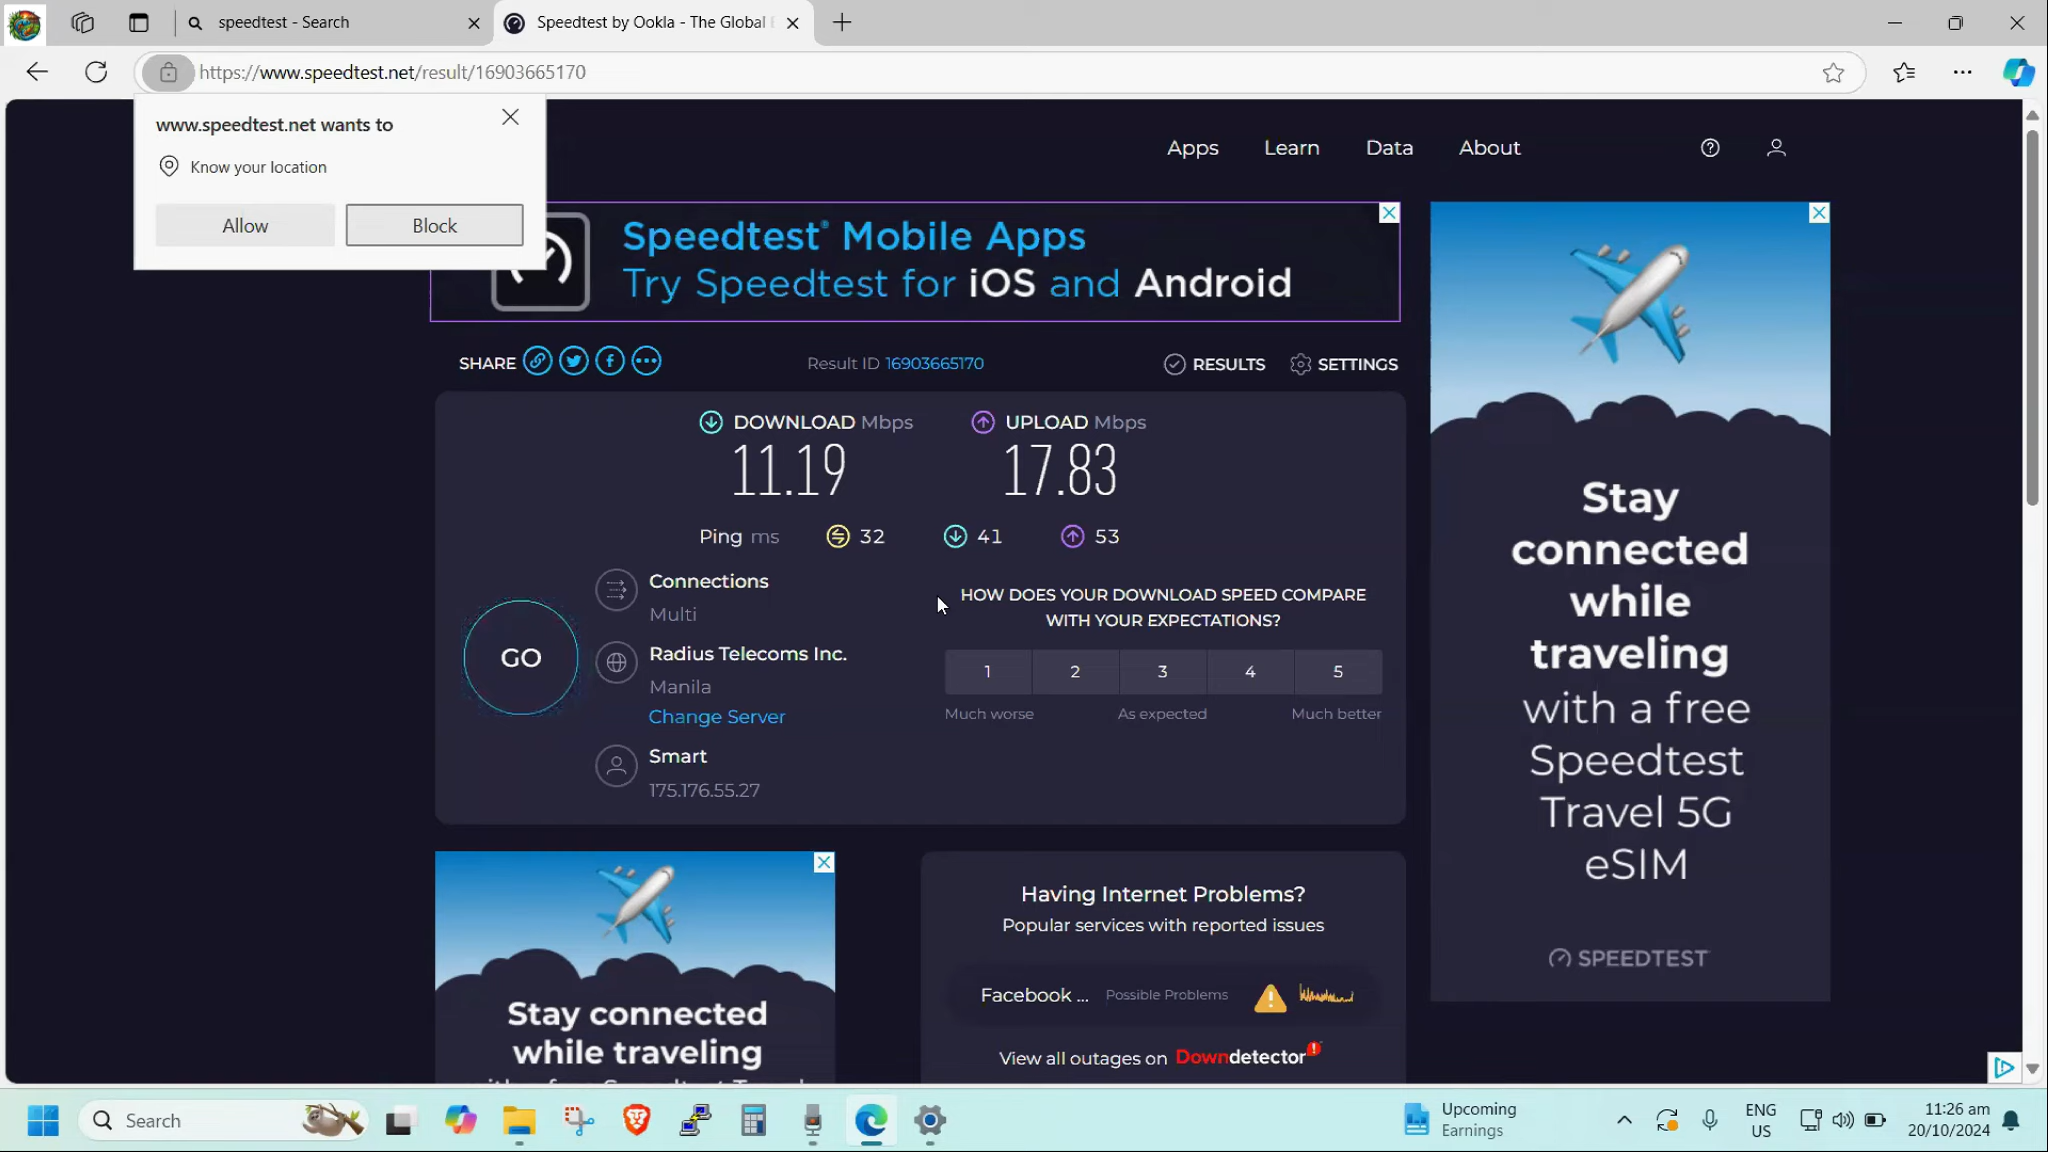 speedtest - Search
Speedtest by Ookla - The Global
https://www.speedtest.net/result/16903665170
www.speedtest.net wants to
Know your location
Allow
Block
Apps
Learn
Data
About
Speedtest® Mobile Apps
Try Speedtest for iOS and Android
SHARE
Result ID 16903665170
RESULTS
SETTINGS
DOWNLOAD Mbps
11.19
UPLOAD Mbps
17.83
Ping ms
32
41
53
GO
Connections
Multi
Radius Telecoms Inc.
Manila
Change Server
Smart
175.176.55.27
HOW DOES YOUR DOWNLOAD SPEED COMPARE
WITH YOUR EXPECTATIONS?
1 2 3 4 5
Much worse
As expected
Much better
Stay
connected
while
traveling
with a free
Speedtest
Travel 5G
eSIM
SPEEDTEST
Stay connected
while traveling
Having Internet Problems?
Popular services with reported issues
Facebook ...
Possible Problems
View all outages on Downdetector
Search
Upcoming
Earnings
ENG
US
11:26 am
20/10/2024